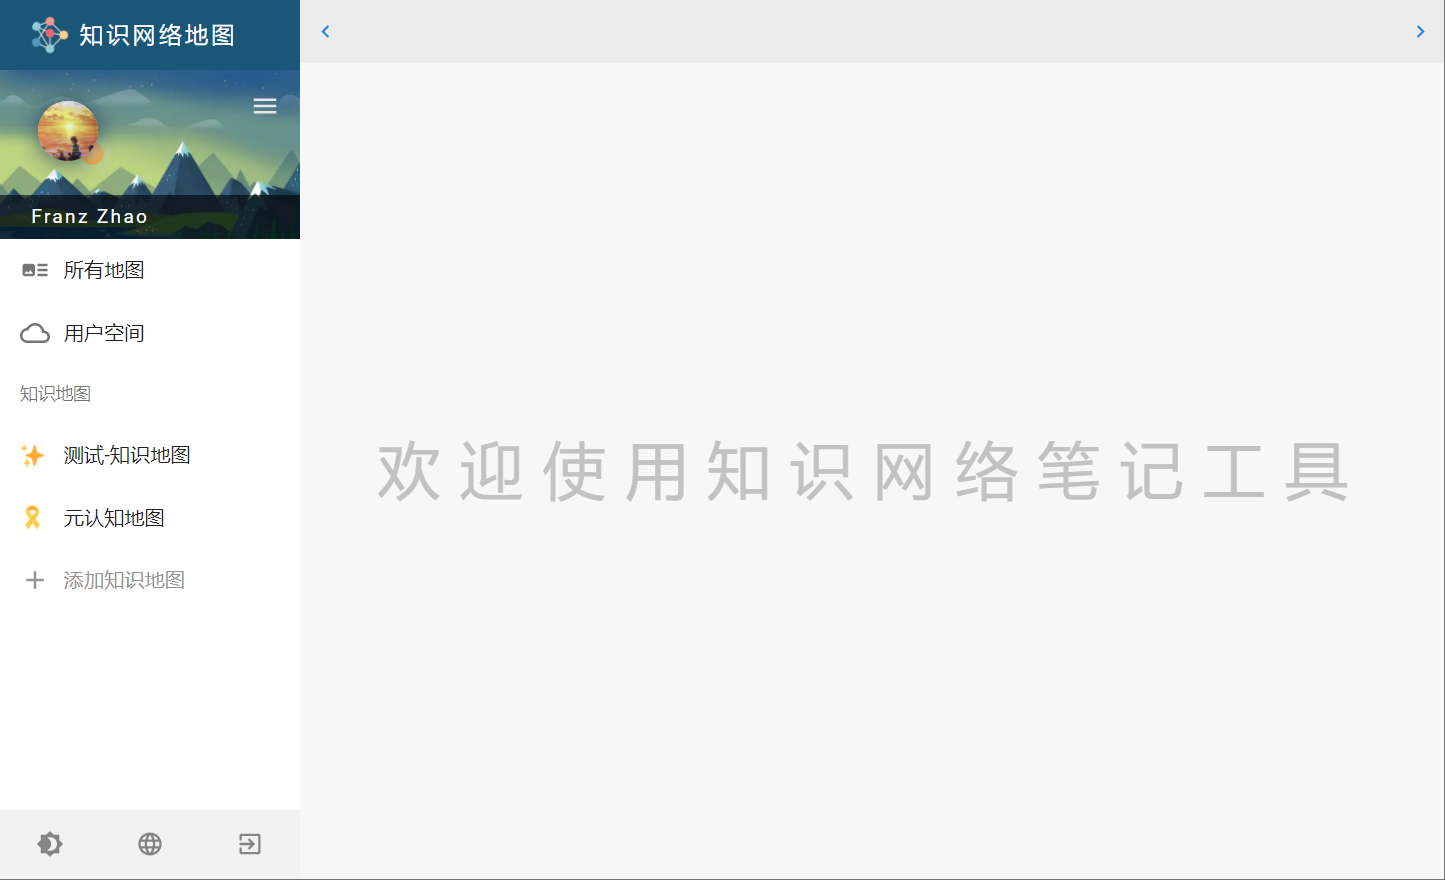 知识网络地图
Franz Zhao
所有地图
用户空间
知识地图
测试-知识地图
元认知地图
添加知识地图
欢迎使用知识网络笔记工具